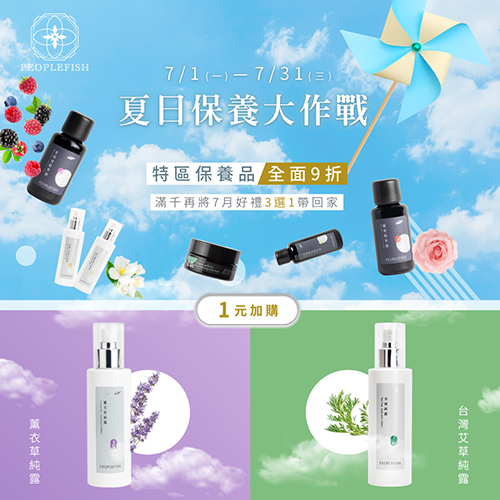 PEOPLEFISH
7/1(一)—7/31(三)
夏日保養大作戰
特區保養品 全面9折
滿千再將7月好禮3選1帶回家
1元加購
薰衣草純露
台灣艾草純露
PEOPLEFISH
PEOPLEFISH